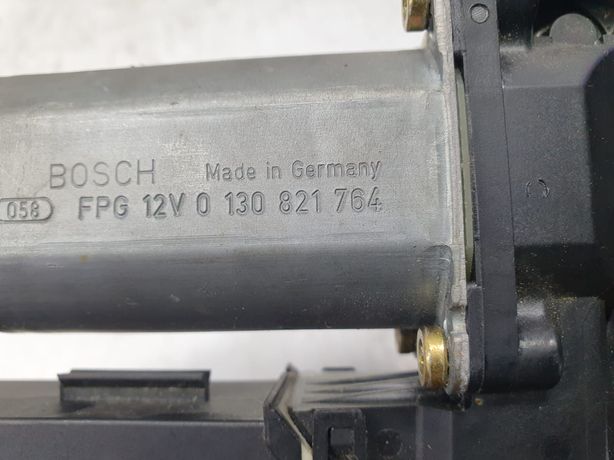 BOSCH Made in Germany
058 FPG 12V 0 130 821 764